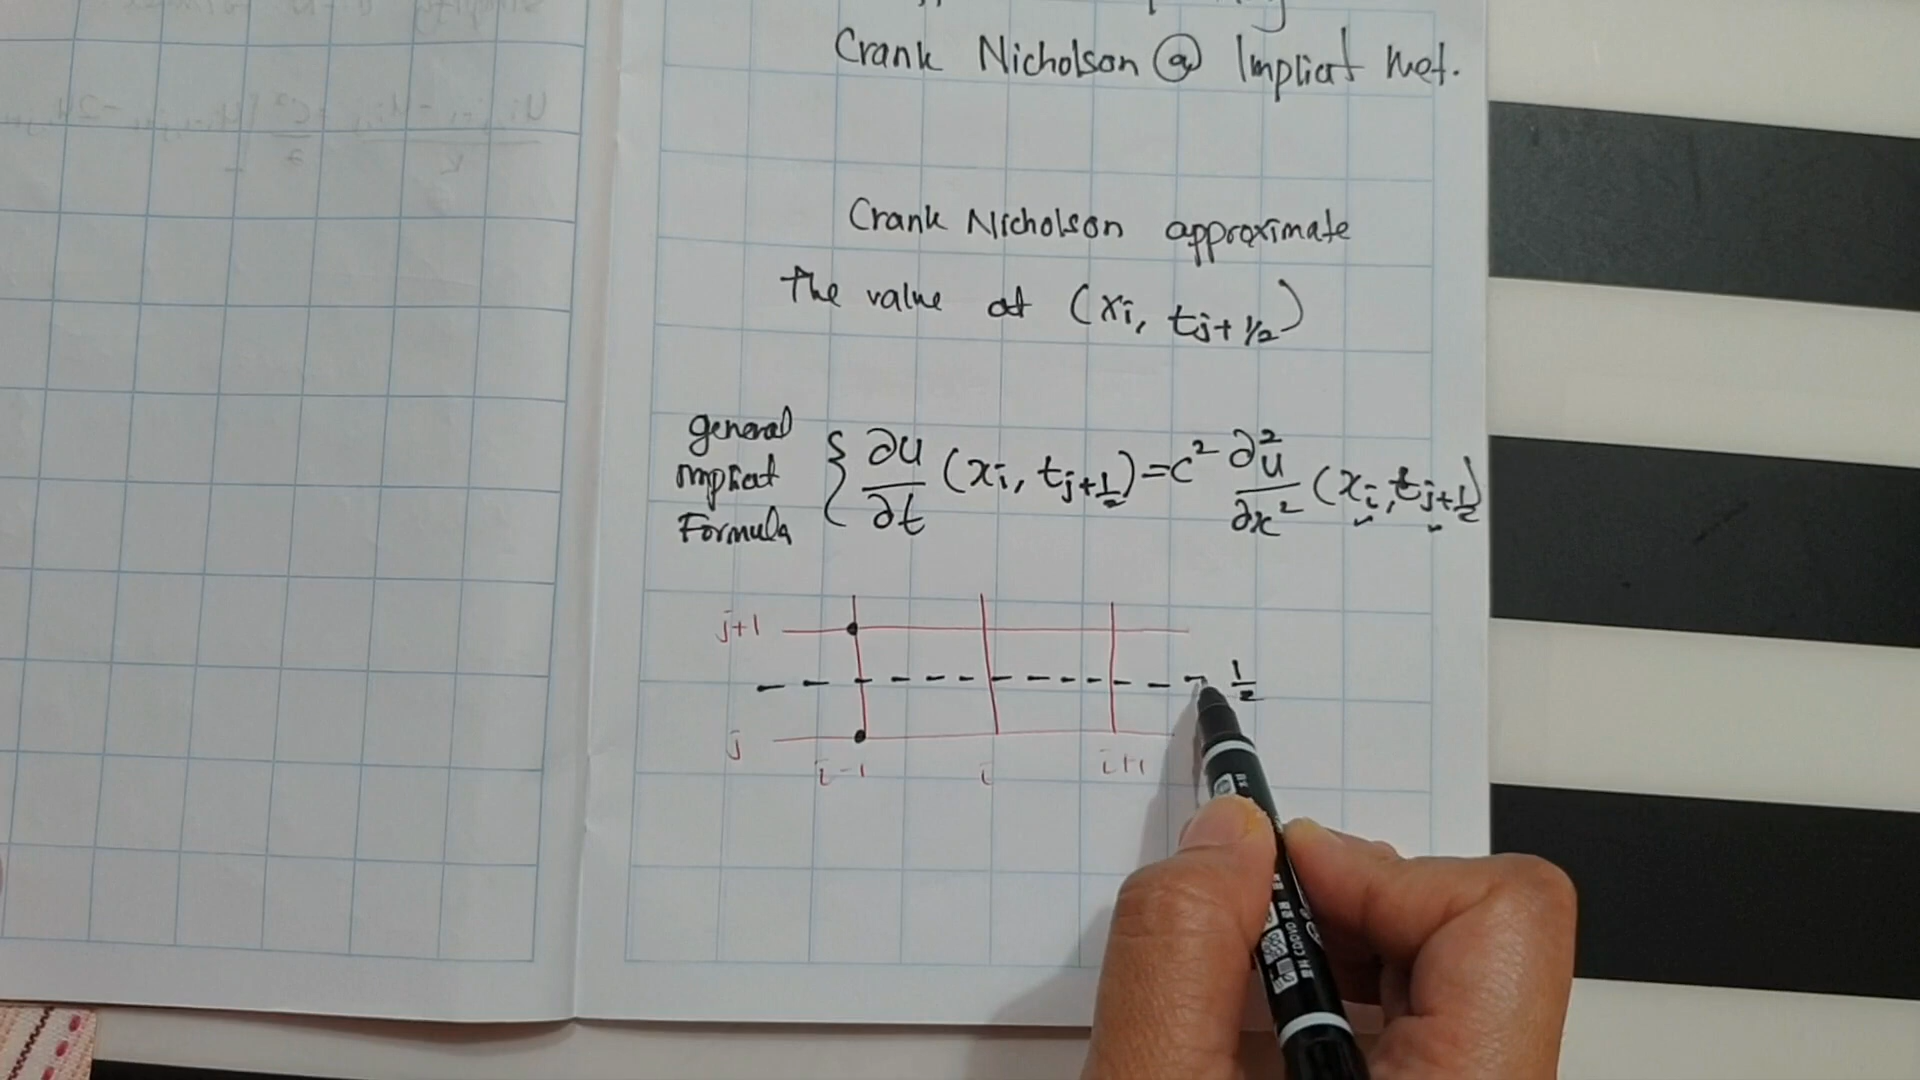 Crank Nicholson @ Implicit Met.
Crank Nicholson approximate
the value at (xi, tj+1/2)
general
implicit
Formula
{ ∂u/∂t (xi, tj+1/2) = c² ∂²u/∂x² (xi, tj+1/2)
j+1
1/2
j
i-1 i i+1